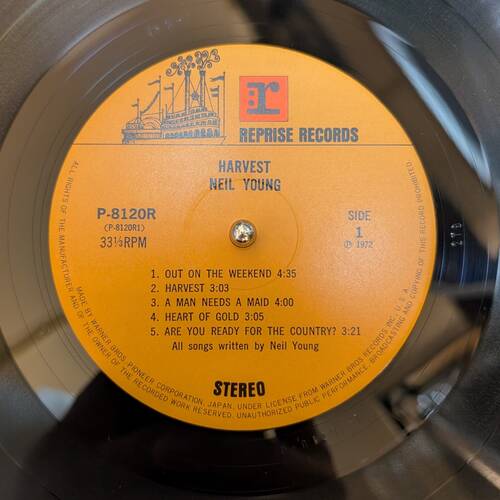 r
REPRISE RECORDS
HARVEST
NEIL YOUNG
P-8120R
(P-8120R1)
33⅓RPM
SIDE
1
Ⓟ 1972
1. OUT ON THE WEEKEND 4:35
2. HARVEST 3:03
3. A MAN NEEDS A MAID 4:00
4. HEART OF GOLD 3:05
5. ARE YOU READY FOR THE COUNTRY? 3:21
All songs written by Neil Young
STEREO
ALL RIGHTS OF THE MANUFACTURER AND OF THE OWNER OF THE RECORDED WORK RESERVED. UNAUTHORIZED PUBLIC PERFORMANCE BROADCASTING AND COPYING OF THIS RECORD PROHIBITED.
MADE BY WARNER BROS. PIONEER CORPORATION, JAPAN, UNDER LICENSE FROM WARNER BROS. RECORDS INC. U.S.A.